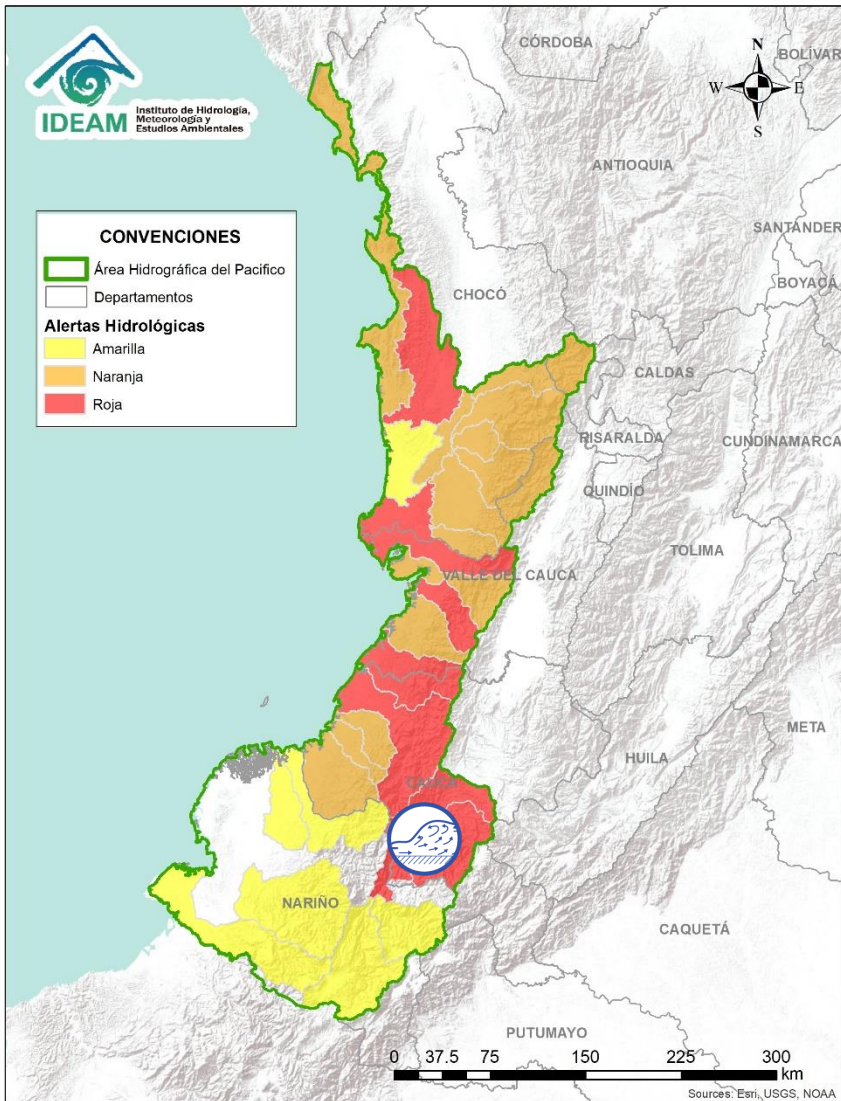 IDEAM
Instituto de Hidrología,
Meteorología y
Estudios Ambientales
CONVENCIONES
Área Hidrográfica del Pacifico
Departamentos
Alertas Hidrológicas
Amarilla
Naranja
Roja
N
W
E
S
CÓRDOBA
BOLÍVAR
ANTIOQUIA
SANTANDER
BOYACÁ
CHOCÓ
CALDAS
RISARALDA
CUNDINAMARCA
QUINDÍO
TOLIMA
VALLE DEL CAUCA
META
HUILA
CAUCA
NARIÑO
CAQUETÁ
PUTUMAYO
0 37.5 75 150 225 300
km
Sources: Esri, USGS, NOAA